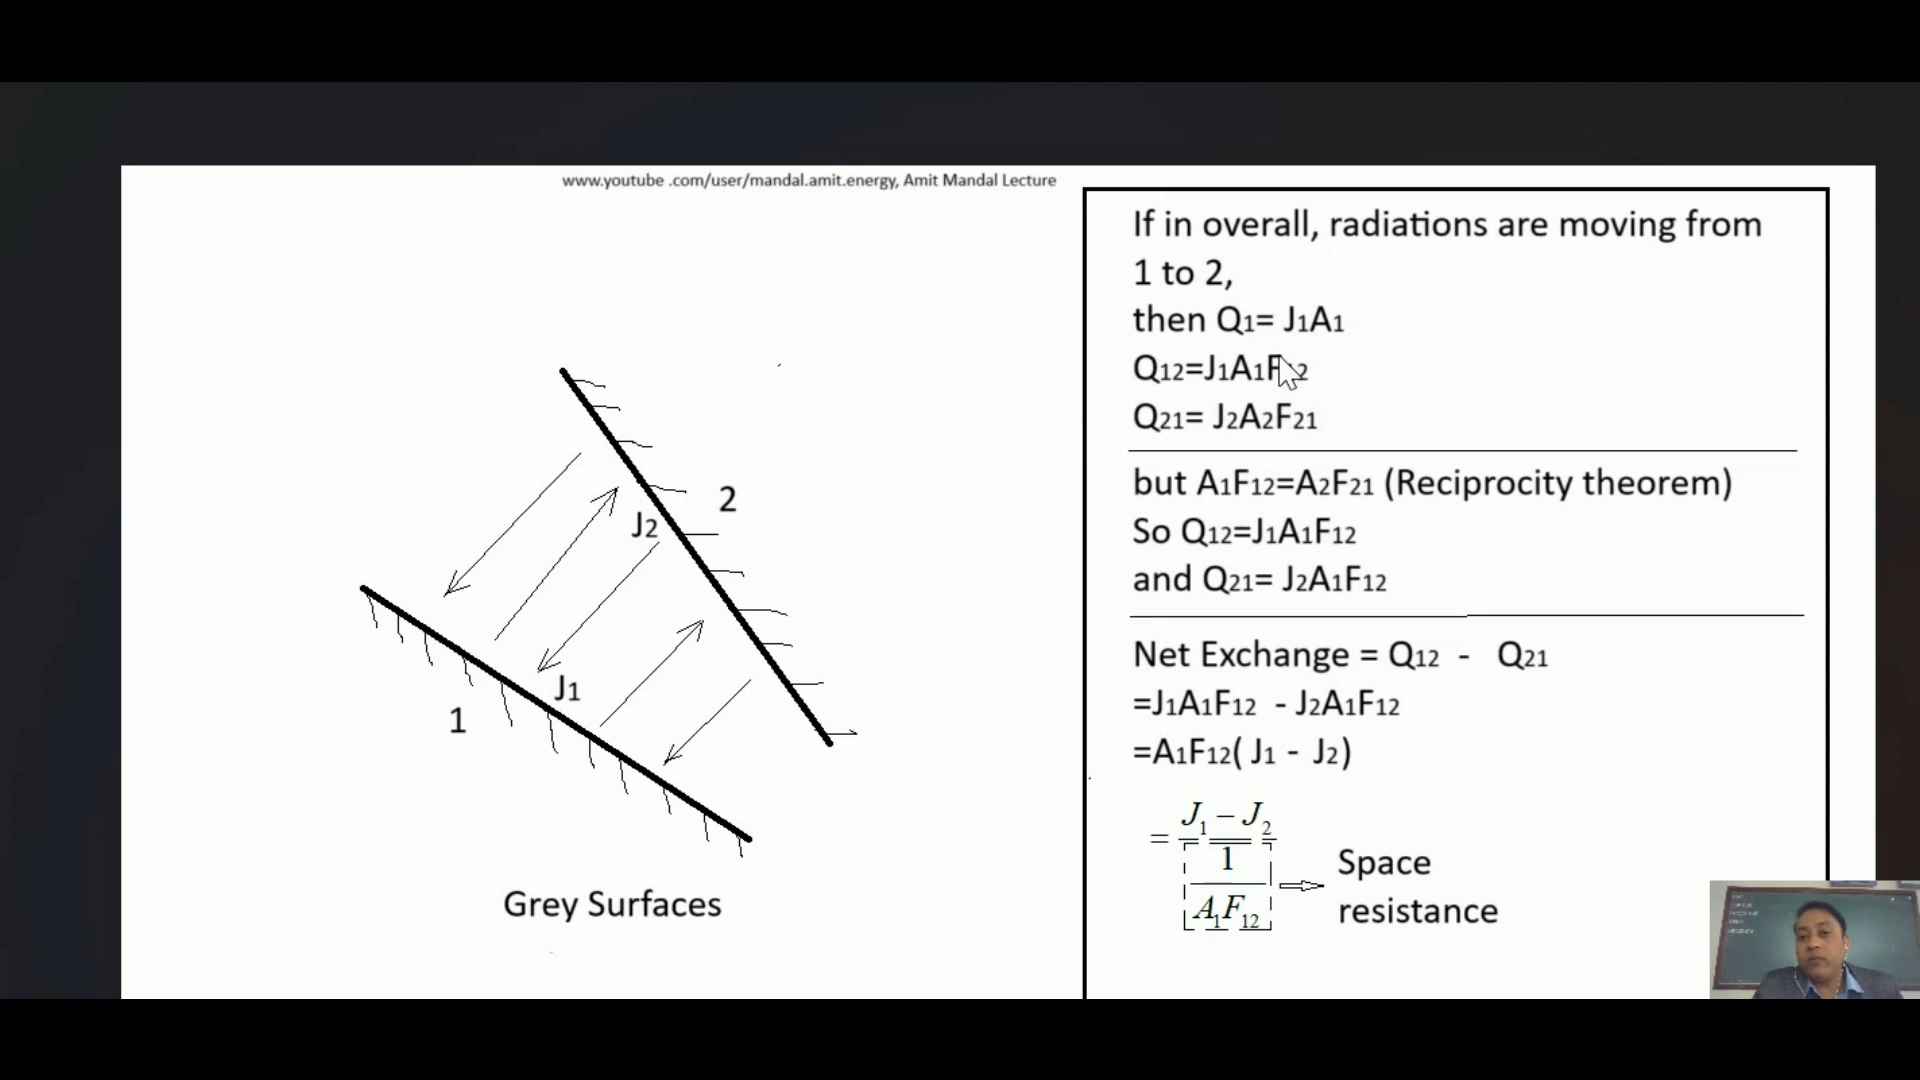 www.youtube .com/user/mandal.amit.energy, Amit Mandal Lecture
If in overall, radiations are moving from
1 to 2,
then Q1= J1A1
Q12=J1A1F12
Q21= J2A2F21
but A1F12=A2F21 (Reciprocity theorem)
So Q12=J1A1F12
and Q21= J2A1F12
Net Exchange = Q12 - Q21
=J1A1F12 - J2A1F12
=A1F12( J1 - J2)
= J1 – J2
1
A1F12
Space
resistance
2
J2
J1
1
Grey Surfaces